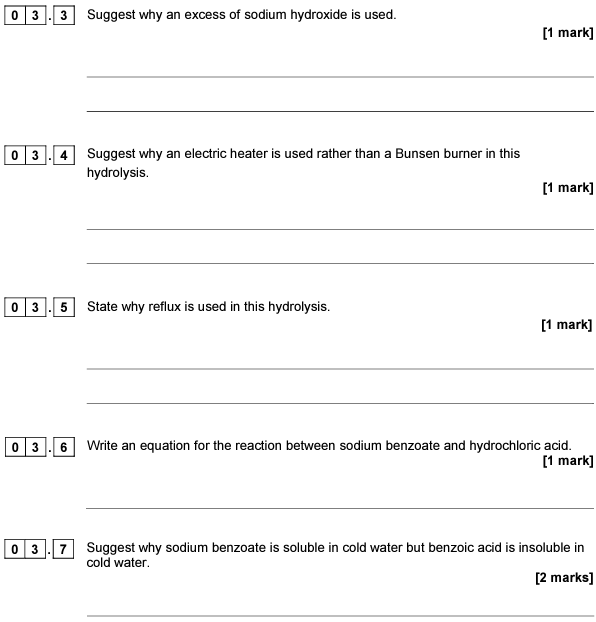 0 3 . 3 Suggest why an excess of sodium hydroxide is used.
[1 mark]
0 3 . 4 Suggest why an electric heater is used rather than a Bunsen burner in this
hydrolysis.
[1 mark]
0 3 . 5 State why reflux is used in this hydrolysis.
[1 mark]
0 3 . 6 Write an equation for the reaction between sodium benzoate and hydrochloric acid.
[1 mark]
0 3 . 7 Suggest why sodium benzoate is soluble in cold water but benzoic acid is insoluble in
cold water.
[2 marks]